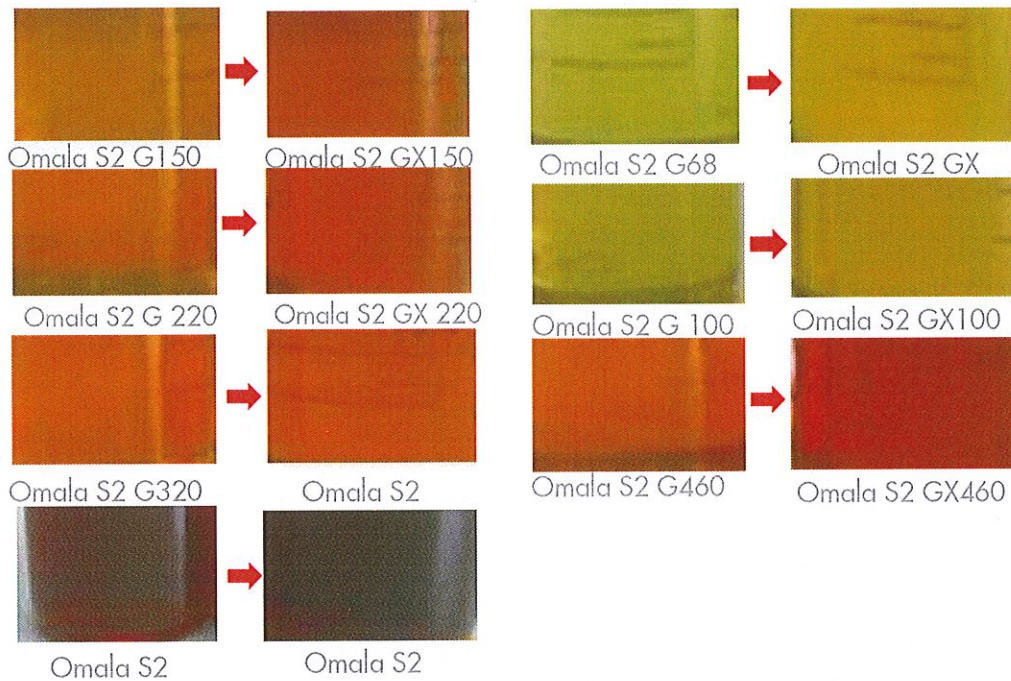 Omala S2 G150
Omala S2 GX150
Omala S2 G68
Omala S2 GX
Omala S2 G 220
Omala S2 GX 220
Omala S2 G 100
Omala S2 GX100
Omala S2 G320
Omala S2
Omala S2 G460
Omala S2 GX460
Omala S2
Omala S2